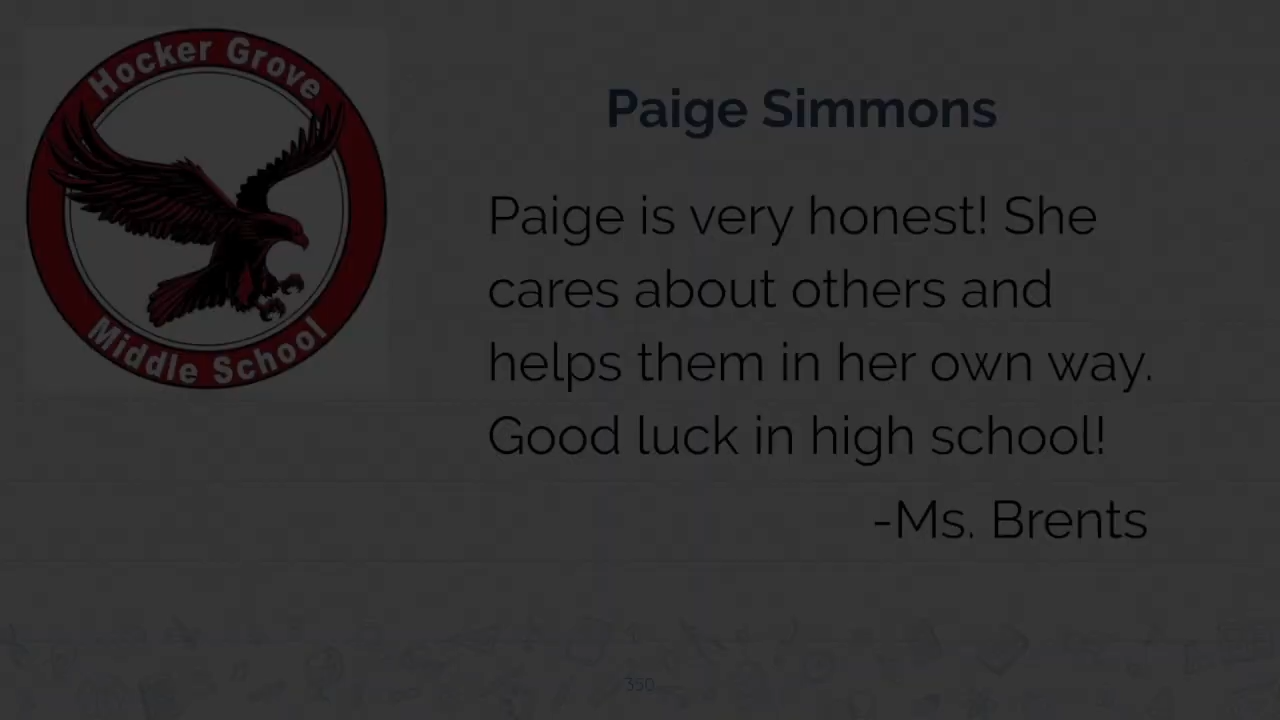 Hocker Grove
Middle School
Paige Simmons
Paige is very honest! She
cares about others and
helps them in her own way.
Good luck in high school!
-Ms. Brents
350